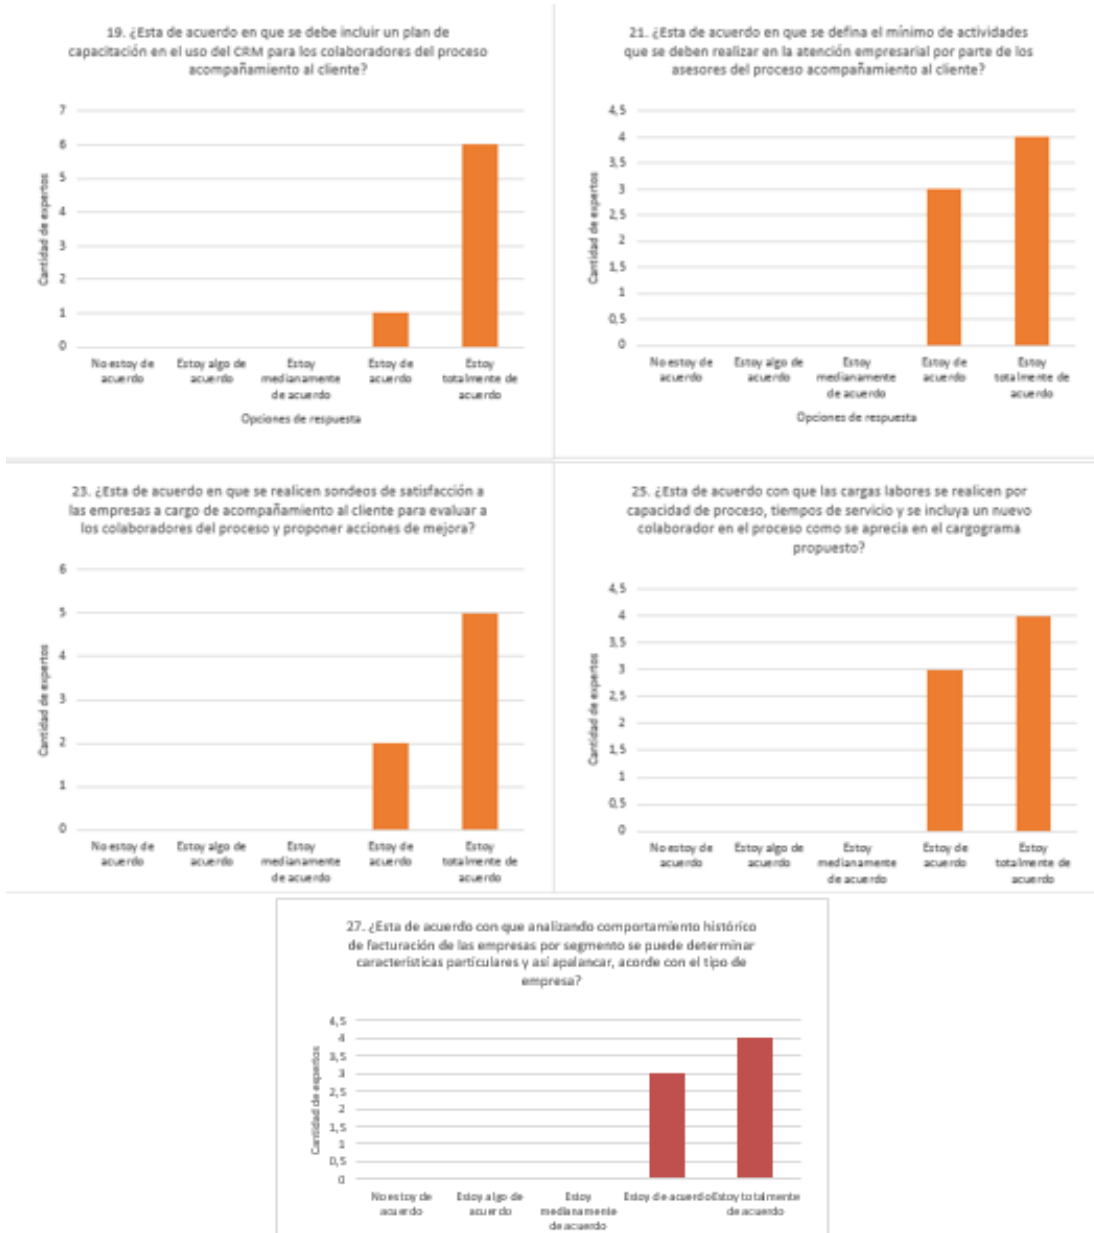 19. ¿Esta de acuerdo en que se debe incluir un plan de
capacitación en el uso del CRM para los colaboradores del proceso
acompañamiento al cliente?
7
6
5
4
3
2
1
0
Cantidad de expertos
No estoy de
acuerdo
Estoy algo de
acuerdo
Estoy
medianamente
de acuerdo
Estoy de
acuerdo
Estoy
totalmente de
acuerdo
Opciones de respuesta
21. ¿Esta de acuerdo en que se defina el mínimo de actividades
que se deben realizar en la atención empresarial por parte de los
asesores del proceso acompañamiento al cliente?
4,5
4
3,5
3
2,5
2
1,5
1
0,5
0
Cantidad de expertos
No estoy de
acuerdo
Estoy algo de
acuerdo
Estoy
medianamente
de acuerdo
Estoy de
acuerdo
Estoy
totalmente de
acuerdo
Opciones de respuesta
23. ¿Esta de acuerdo en que se realicen sondeos de satisfacción a
las empresas a cargo de acompañamiento al cliente para evaluar a
los colaboradores del proceso y proponer acciones de mejora?
6
5
4
3
2
1
0
Cantidad de expertos
No estoy de
acuerdo
Estoy algo de
acuerdo
Estoy
medianamente
de acuerdo
Estoy de
acuerdo
Estoy
totalmente de
acuerdo
25. ¿Esta de acuerdo con que las cargas labores se realicen por
capacidad de proceso, tiempos de servicio y se incluya un nuevo
colaborador en el proceso como se aprecia en el cargograma
propuesto?
4,5
4
3,5
3
2,5
2
1,5
1
0,5
0
Cantidad de expertos
No estoy de
acuerdo
Estoy algo de
acuerdo
Estoy
medianamente
de acuerdo
Estoy de
acuerdo
Estoy
totalmente de
acuerdo
27. ¿Esta de acuerdo con que analizando comportamiento histórico
de facturación de las empresas por segmento se puede determinar
características particulares y así apalancar, acorde con el tipo de
empresa?
4,5
4
3,5
3
2,5
2
1,5
1
0,5
0
Cantidad de expertos
No estoy de
acuerdo
Estoy algo de
acuerdo
Estoy
medianamente
de acuerdo
Estoy de acuerdo
Estoy totalmente
de acuerdo